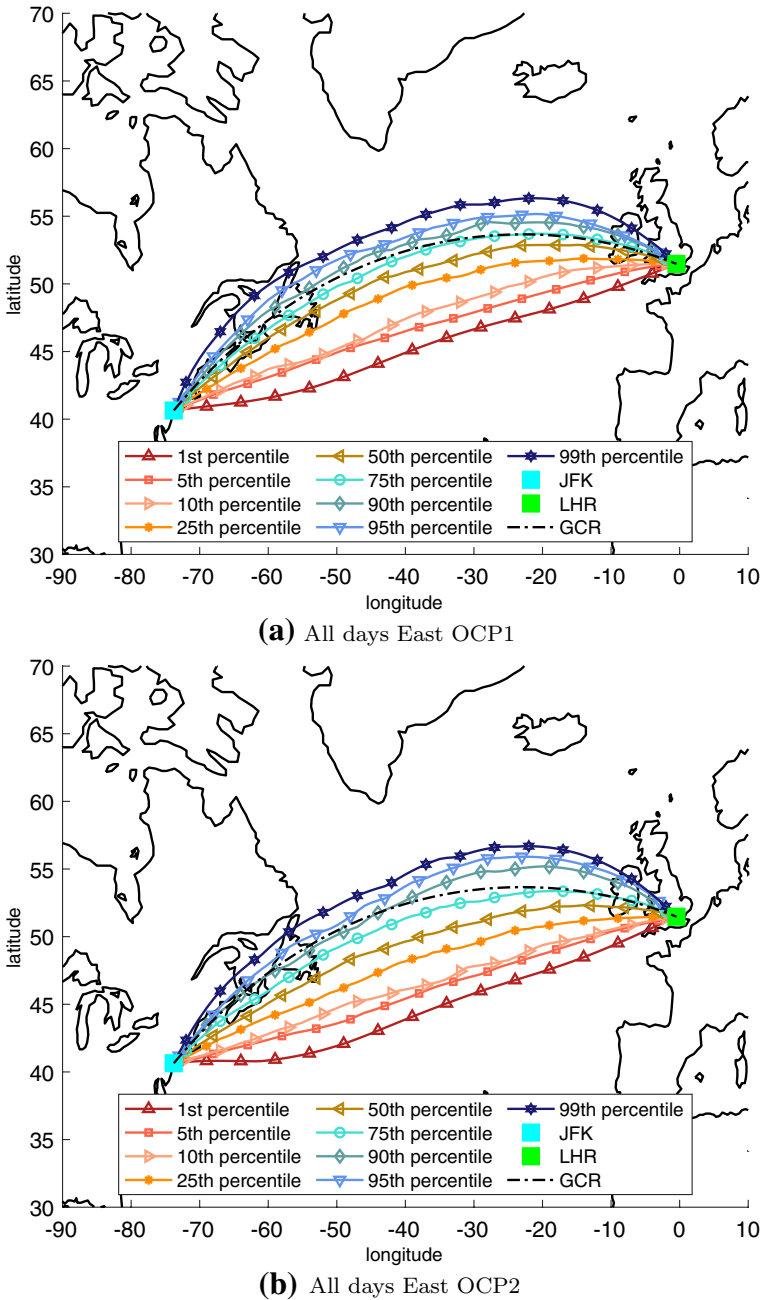 70
65
60
55
50
45
40
35
30
latitude
1st percentile
5th percentile
10th percentile
25th percentile
50th percentile
75th percentile
90th percentile
95th percentile
99th percentile
JFK
LHR
GCR
-90 -80 -70 -60 -50 -40 -30 -20 -10 0 10
longitude
(a) All days East OCP1
70
65
60
55
50
45
40
35
30
latitude
1st percentile
5th percentile
10th percentile
25th percentile
50th percentile
75th percentile
90th percentile
95th percentile
99th percentile
JFK
LHR
GCR
-90 -80 -70 -60 -50 -40 -30 -20 -10 0 10
longitude
(b) All days East OCP2